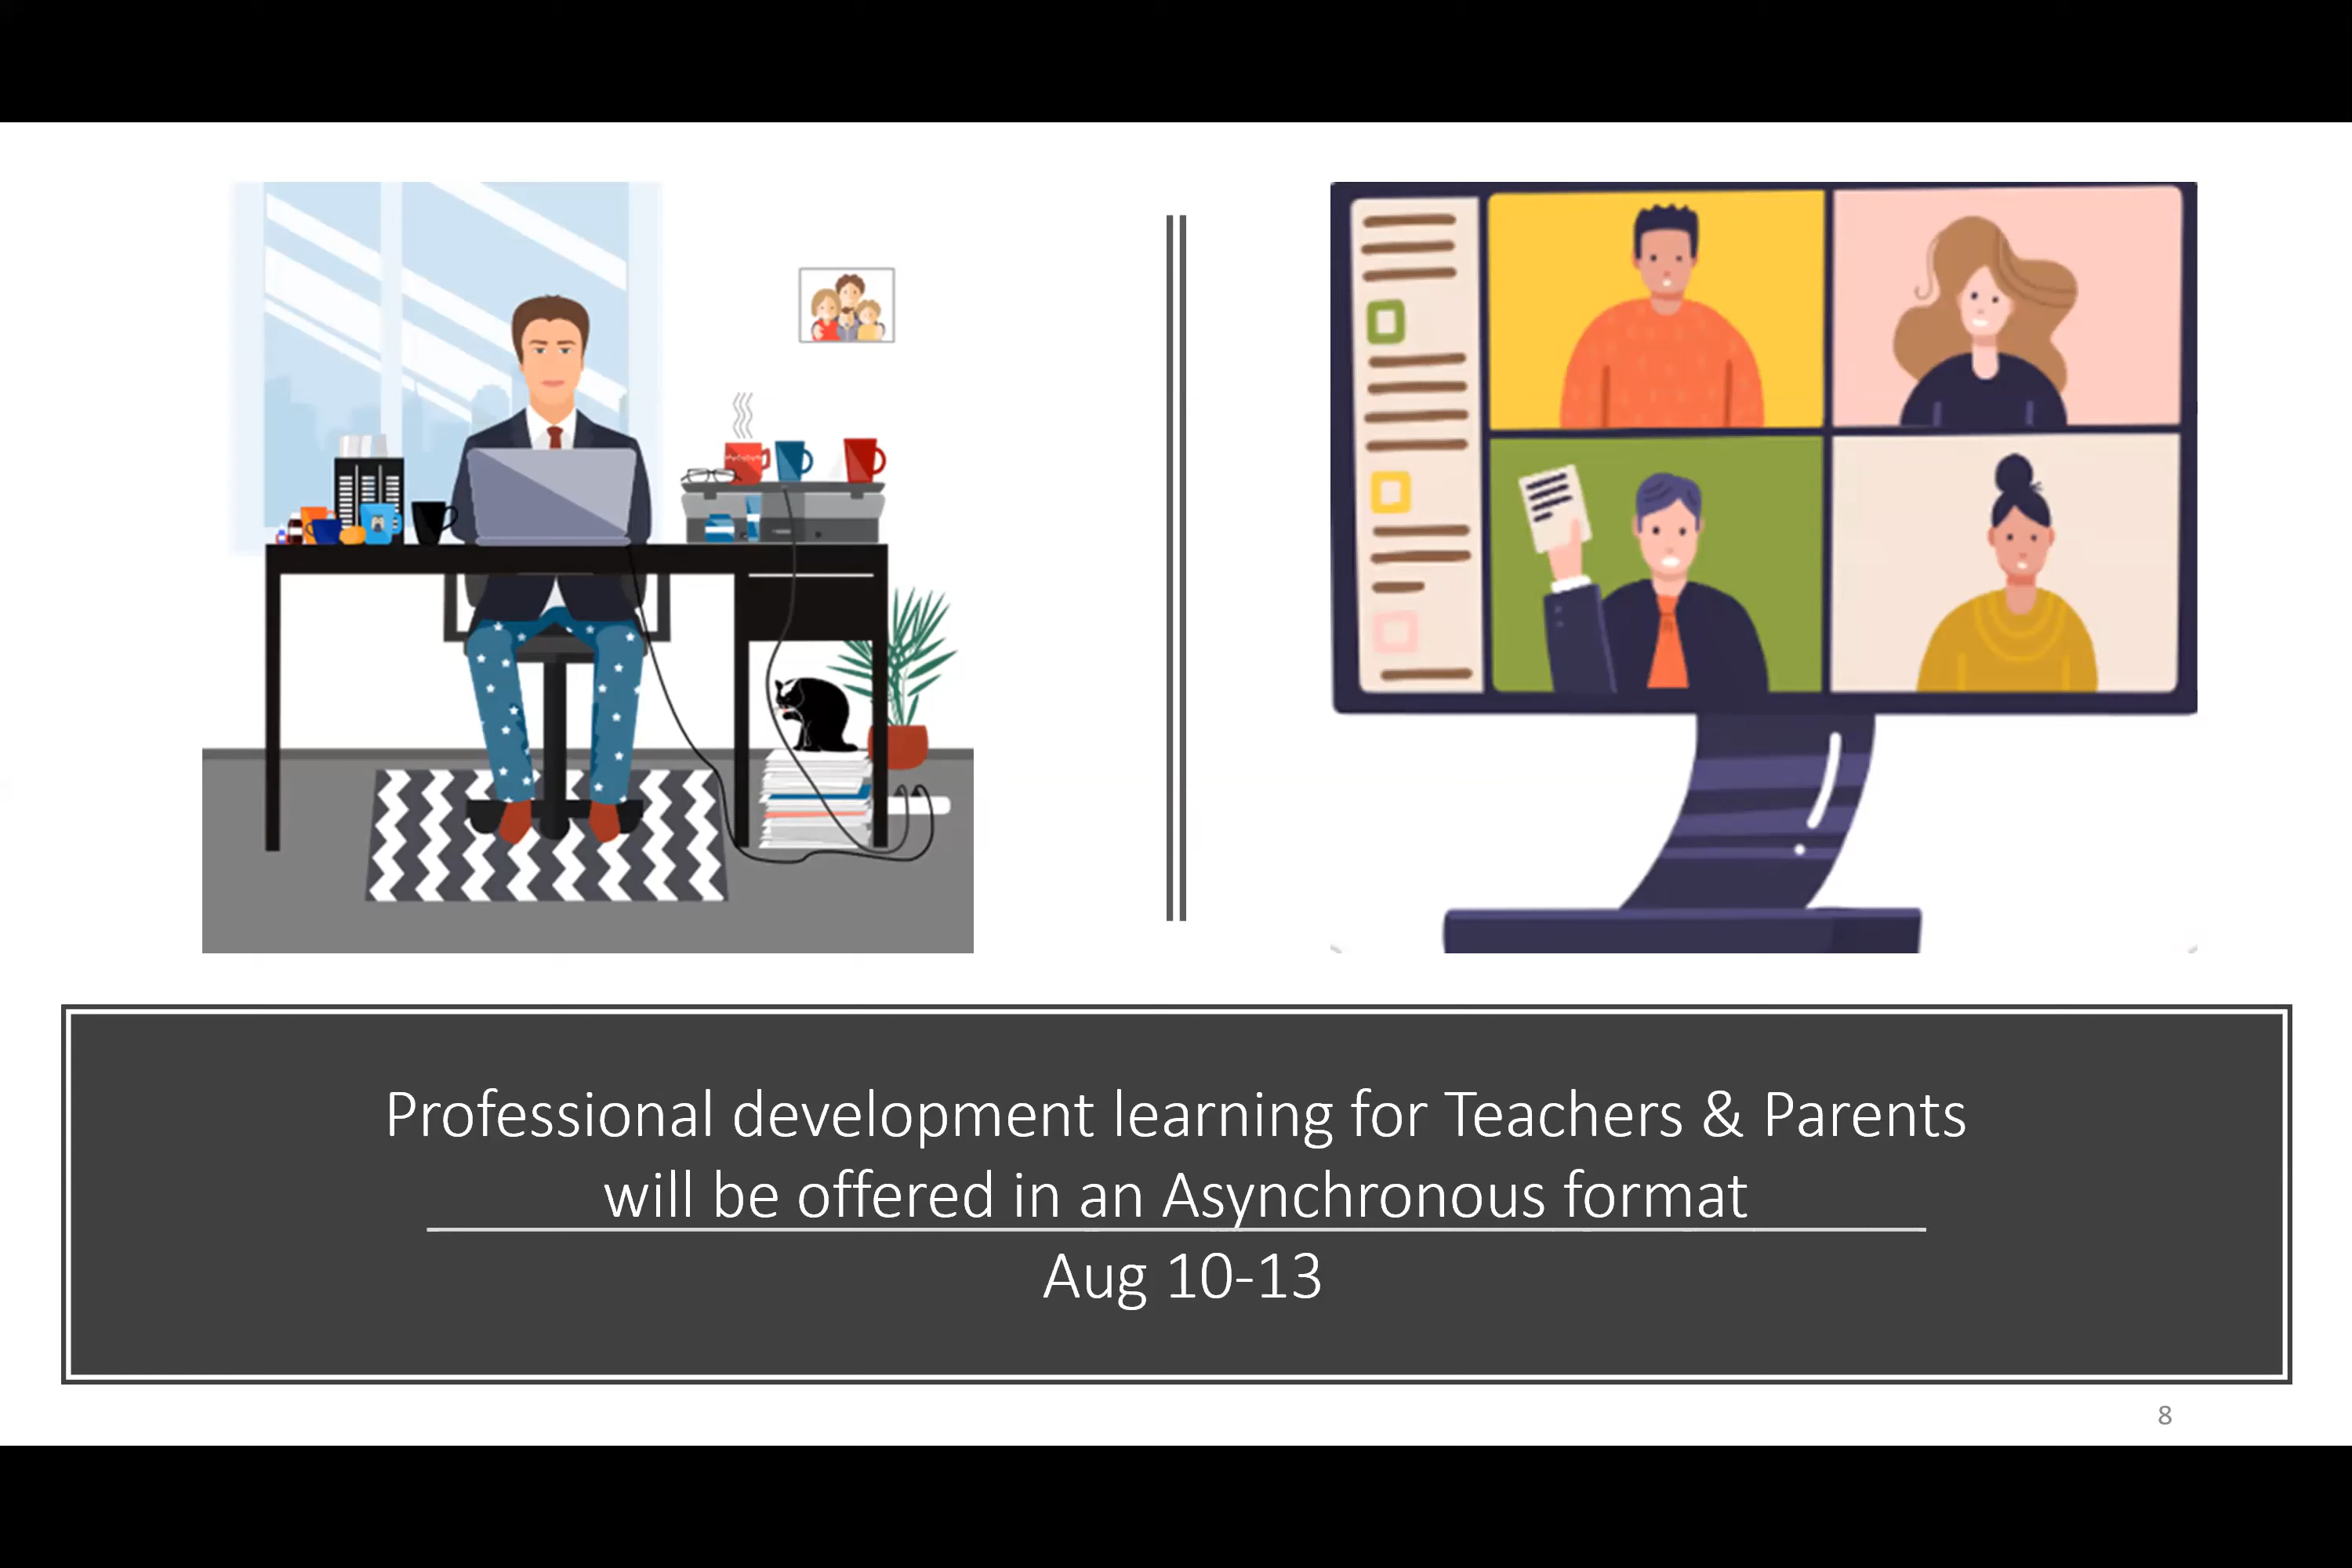 Professional development learning for Teachers & Parents
will be offered in an Asynchronous format
Aug 10-13
8